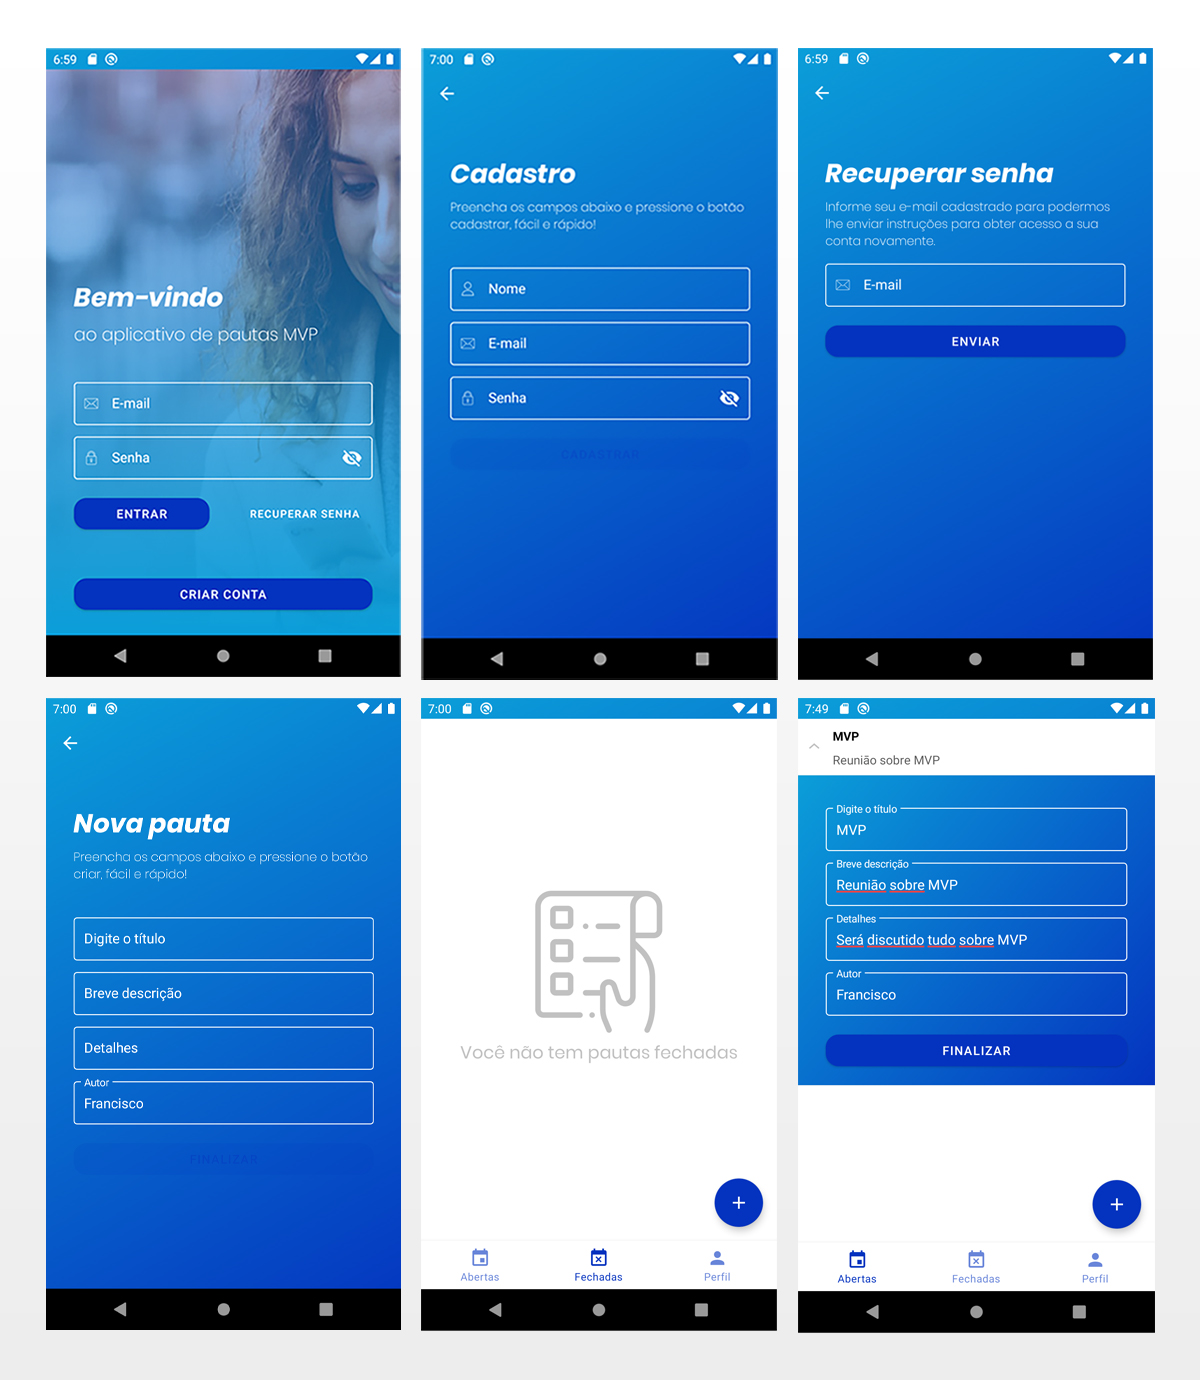 6:59
Bem-vindo
ao aplicativo de pautas MVP
E-mail
Senha
ENTRAR
RECUPERAR SENHA
CRIAR CONTA
7:00
Cadastro
Preencha os campos abaixo e pressione o botão
cadastrar, fácil e rápido!
Nome
E-mail
Senha
CADASTRAR
6:59
Recuperar senha
Informe seu e-mail cadastrado para podermos
lhe enviar instruções para obter acesso a sua
conta novamente.
E-mail
ENVIAR
7:00
Nova pauta
Preencha os campos abaixo e pressione o botão
criar, fácil e rápido!
Digite o título
Breve descrição
Detalhes
Autor
Francisco
FINALIZAR
7:00
Você não tem pautas fechadas
Abertas
Fechadas
Perfil
7:49
MVP
Reunião sobre MVP
Digite o título
MVP
Breve descrição
Reunião sobre MVP
Detalhes
Será discutido tudo sobre MVP
Autor
Francisco
FINALIZAR
Abertas
Fechadas
Perfil